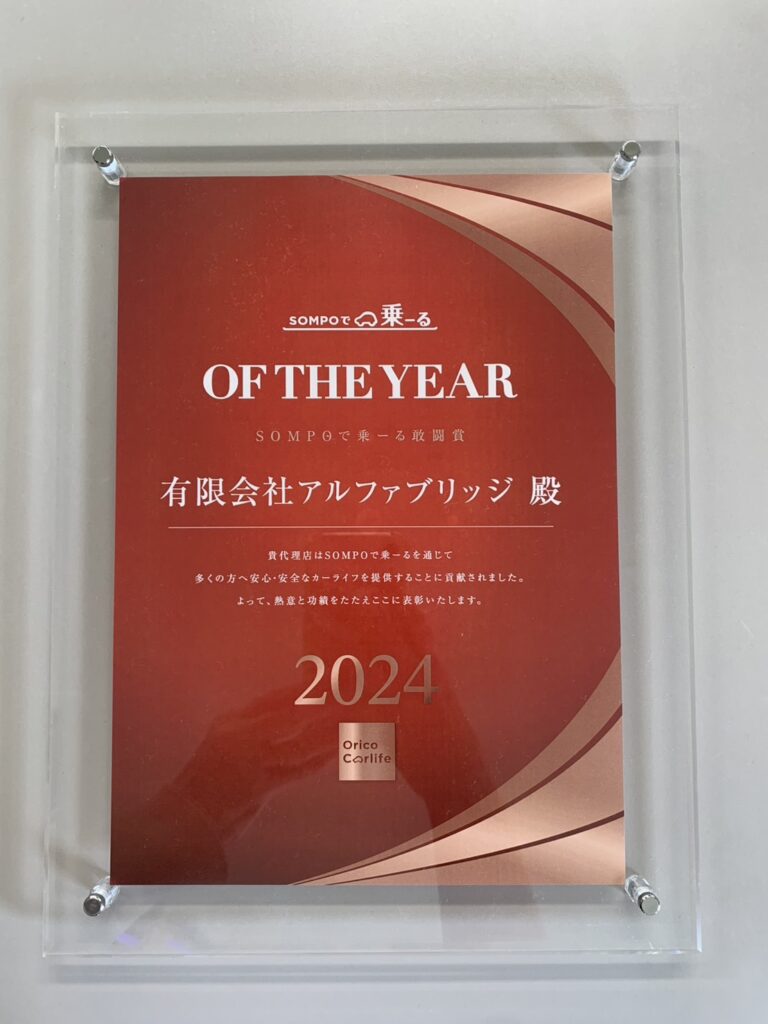 SOMPOで乗ーる
OF THE YEAR
SOMPOで乗ーる敢闘賞
有限会社アルファブリッジ 殿
貴代理店はSOMPOで乗ーるを通じて
多くの方へ安心・安全なカーライフを提供することに貢献されました。
よって、熱意と功績をたたえここに表彰いたします。
2024
Orico
Carlife